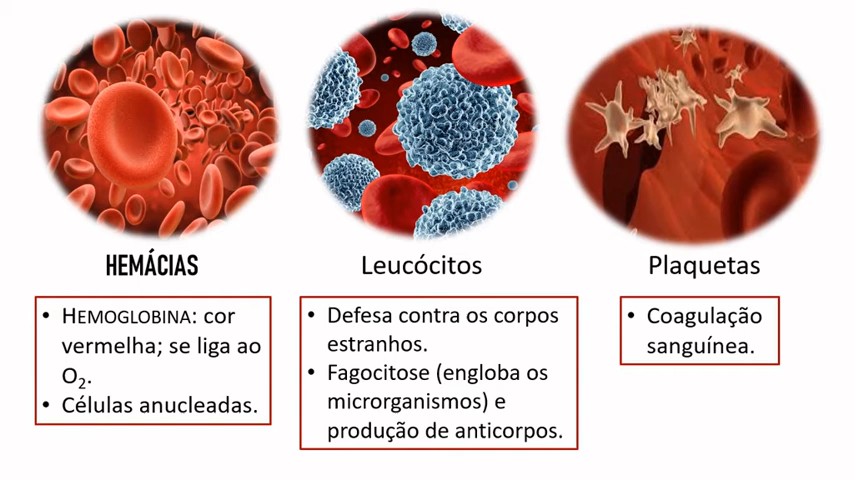 HEMÁCIAS
• HEMOGLOBINA: cor
vermelha; se liga ao
O₂.
• Células anucleadas.
Leucócitos
• Defesa contra os corpos
estranhos.
• Fagocitose (engloba os
microrganismos) e
produção de anticorpos.
Plaquetas
• Coagulação
sanguínea.